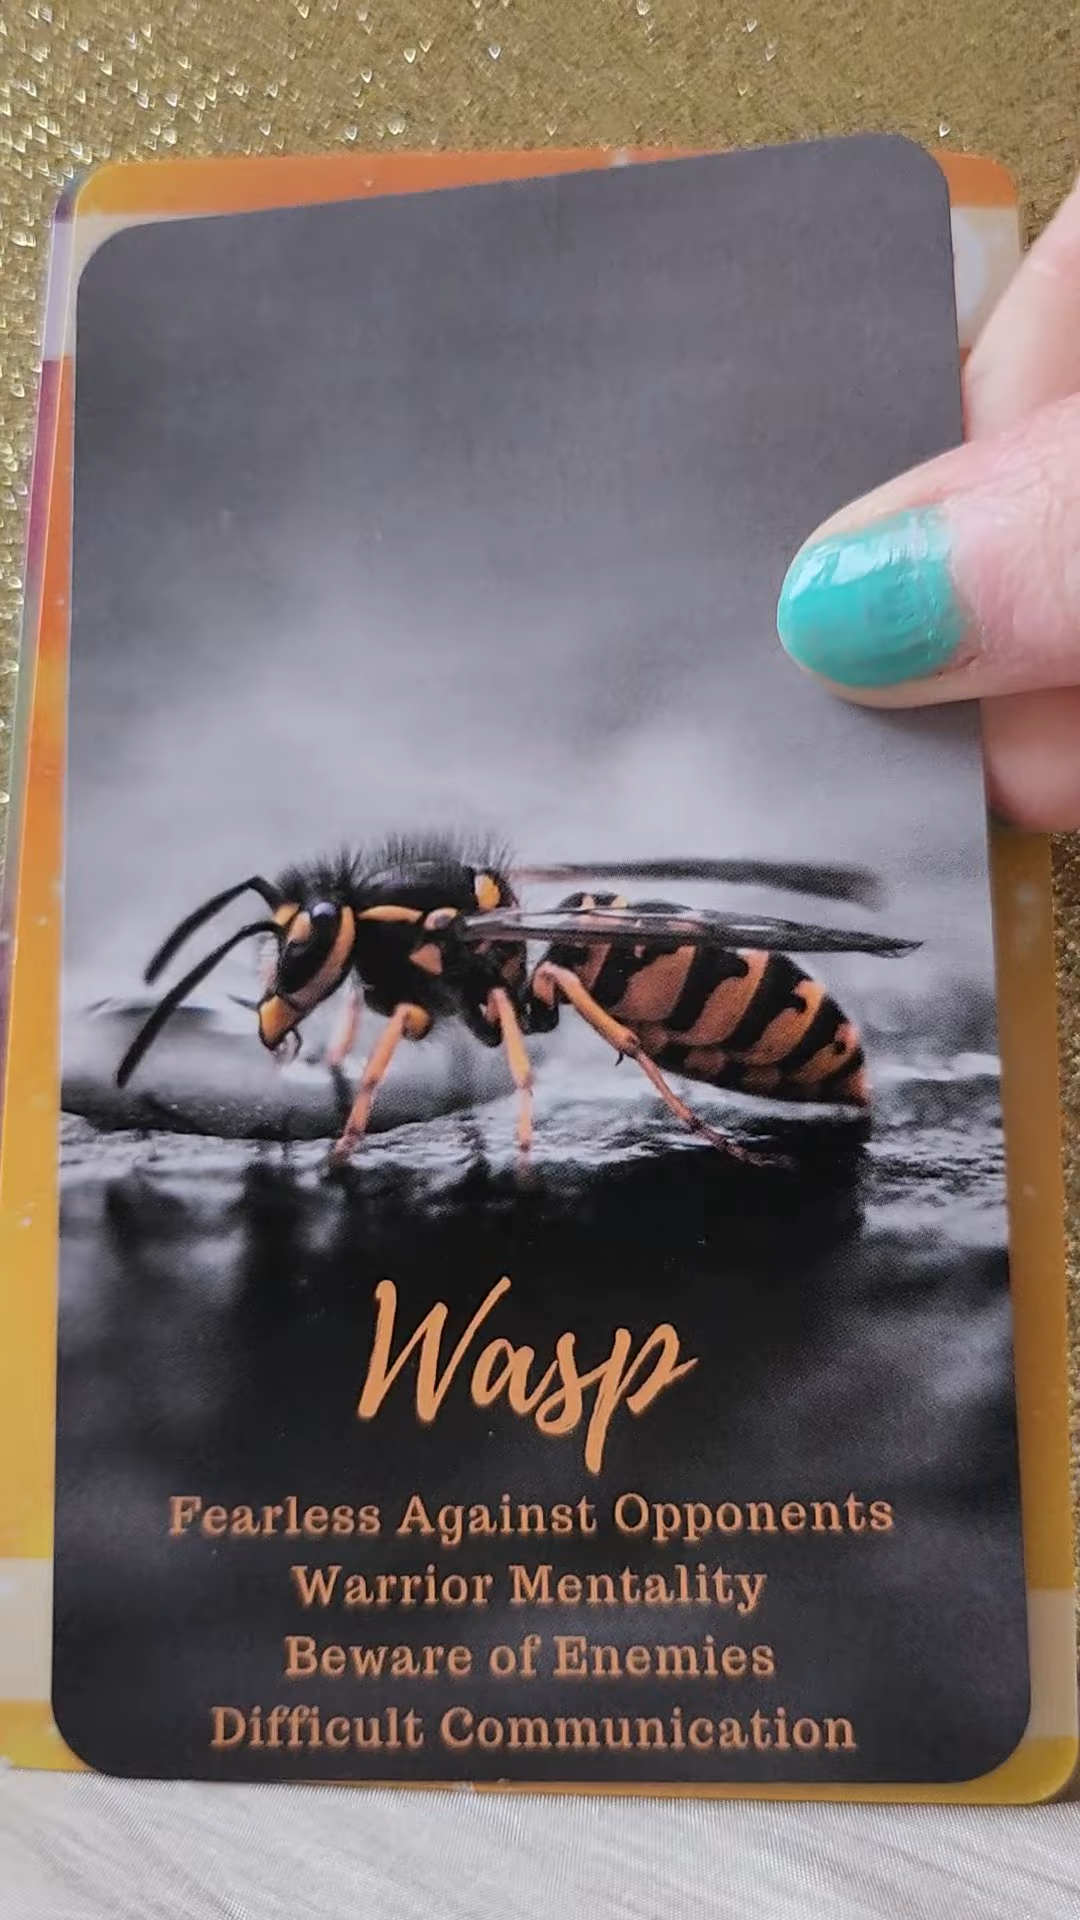 Wasp
Fearless Against Opponents
Warrior Mentality
Beware of Enemies
Difficult Communication